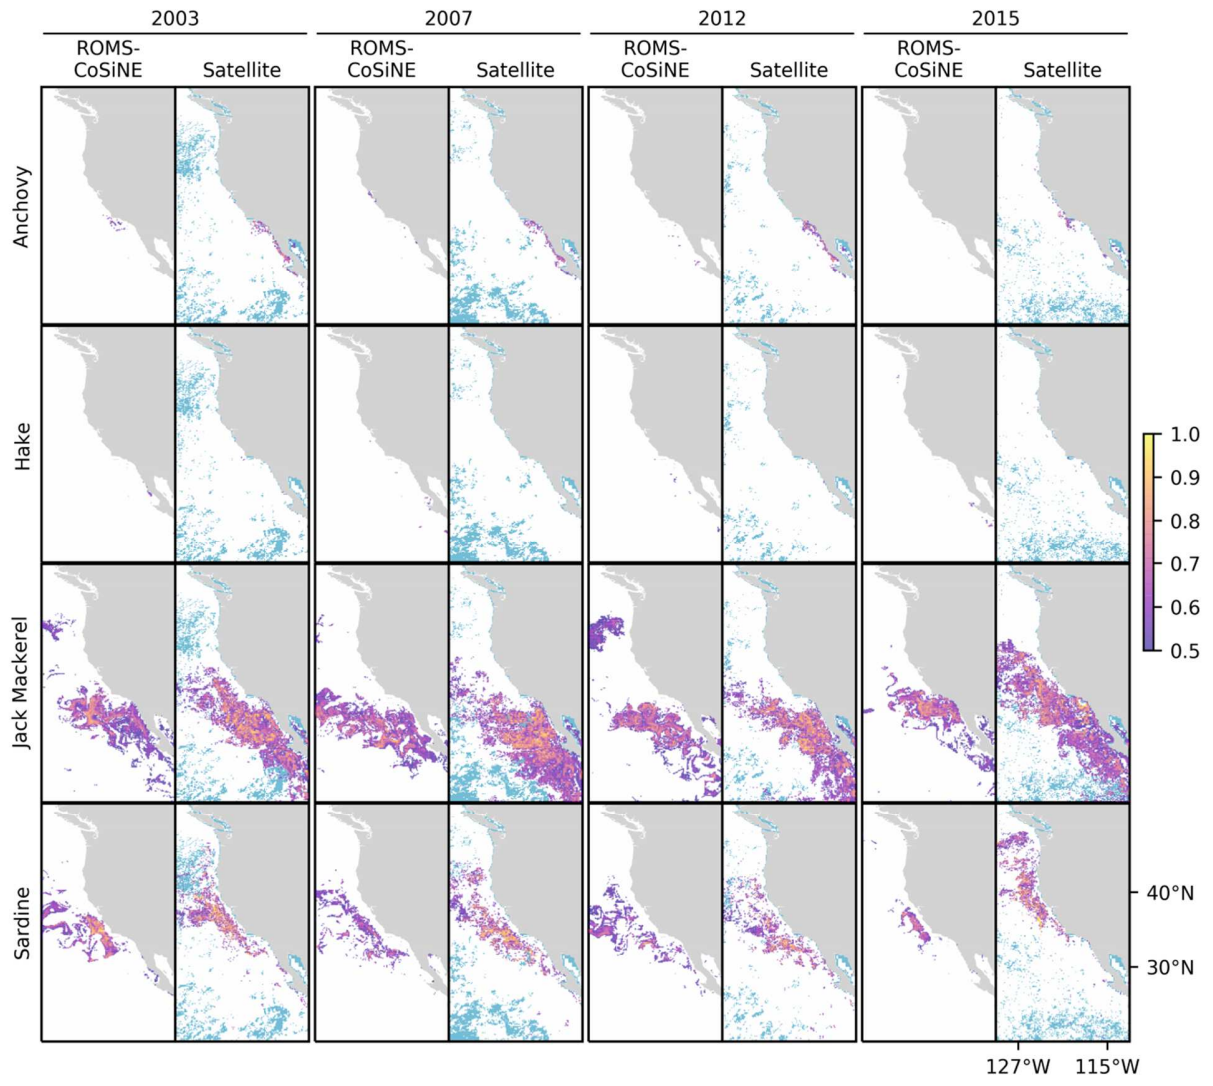 2003 2007 2012 2015
ROMS- ROMS- ROMS- ROMS-
CoSiNE Satellite CoSiNE Satellite CoSiNE Satellite CoSiNE Satellite
Anchovy
Hake
1.0
0.9
0.8
0.7
0.6
0.5
Jack Mackerel
Sardine
40°N
30°N
127°W 115°W